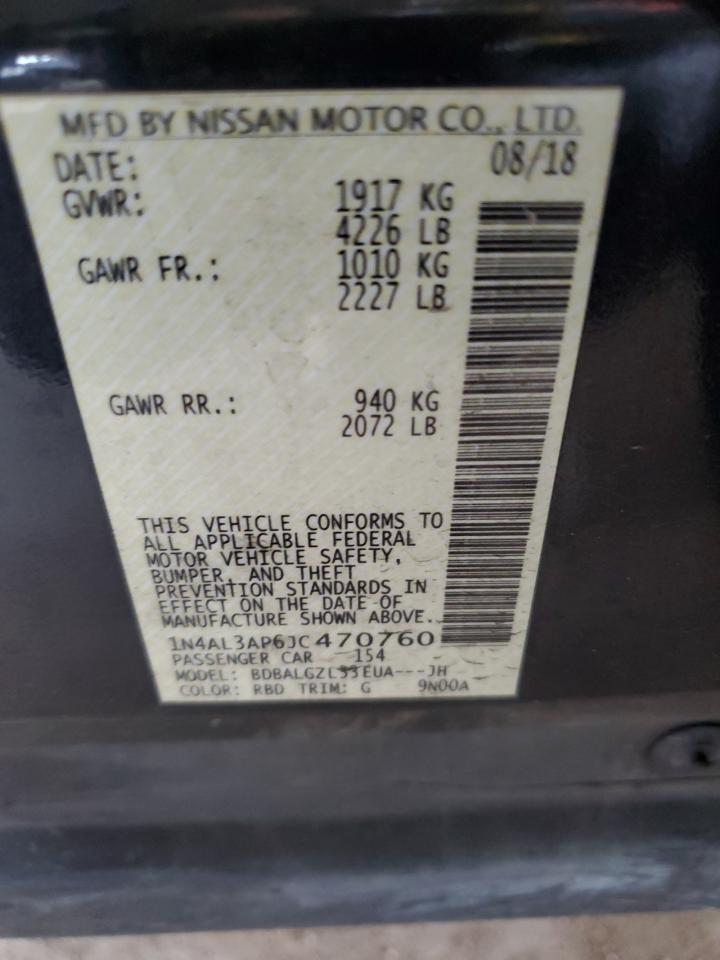 MFD BY NISSAN MOTOR CO., LTD.
DATE: 08/18
GVWR: 1917 KG
4226 LB
GAWR FR.: 1010 KG
2227 LB
GAWR RR.: 940 KG
2072 LB
THIS VEHICLE CONFORMS TO
ALL APPLICABLE FEDERAL
MOTOR VEHICLE SAFETY,
BUMPER, AND THEFT
PREVENTION STANDARDS IN
EFFECT ON THE DATE OF
MANUFACTURE SHOWN ABOVE.
1N4AL3AP6JC470760
PASSENGER CAR 154
MODEL: BDBALGZL33EUA---JH
COLOR: RBD TRIM: G 9N00A